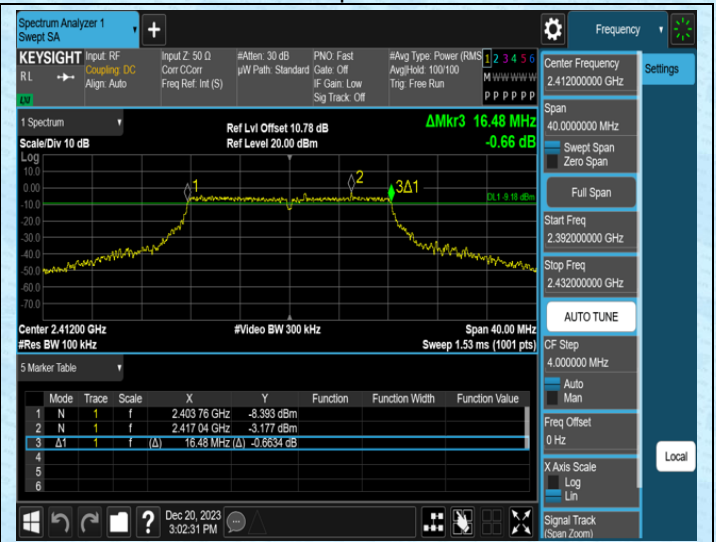 Spectrum Analyzer 1
Swept SA
+
Frequency
KEYSIGHT
RL
LXI
Input: RF
Coupling: DC
Align: Auto
Input Z: 50 Ω
Corr CCorr
Freq Ref: Int (S)
#Atten: 30 dB
µW Path: Standard
PNO: Fast
Gate: Off
IF Gain: Low
Sig Track: Off
#Avg Type: Power (RMS
Avg|Hold: 100/100
Trig: Free Run
1 2 3 4 5 6
M W W W W W
P P P P P P
1 Spectrum
Scale/Div 10 dB
Ref Lvl Offset 10.78 dB
Ref Level 20.00 dBm
ΔMkr3 16.48 MHz
-0.66 dB
Log
10.0
0.00
-10.0
-20.0
-30.0
-40.0
-50.0
-60.0
-70.0
1
2
3Δ1
DL1 -9.18 dBm
Center 2.41200 GHz
#Res BW 100 kHz
#Video BW 300 kHz
Span 40.00 MHz
Sweep 1.53 ms (1001 pts)
5 Marker Table
Mode Trace Scale X Y Function Function Width Function Value
1 N 1 f 2.403 76 GHz -8.393 dBm
2 N 1 f 2.417 04 GHz -3.177 dBm
3 Δ1 1 f (Δ) 16.48 MHz (Δ) -0.6634 dB
4
5
6
?
Dec 20, 2023
3:02:31 PM
Center Frequency
2.412000000 GHz
Span
40.0000000 MHz
Swept Span
Zero Span
Full Span
Start Freq
2.392000000 GHz
Stop Freq
2.432000000 GHz
AUTO TUNE
CF Step
4.000000 MHz
Auto
Man
Freq Offset
0 Hz
X Axis Scale
Log
Lin
Signal Track
(Span Zoom)
Settings
Local